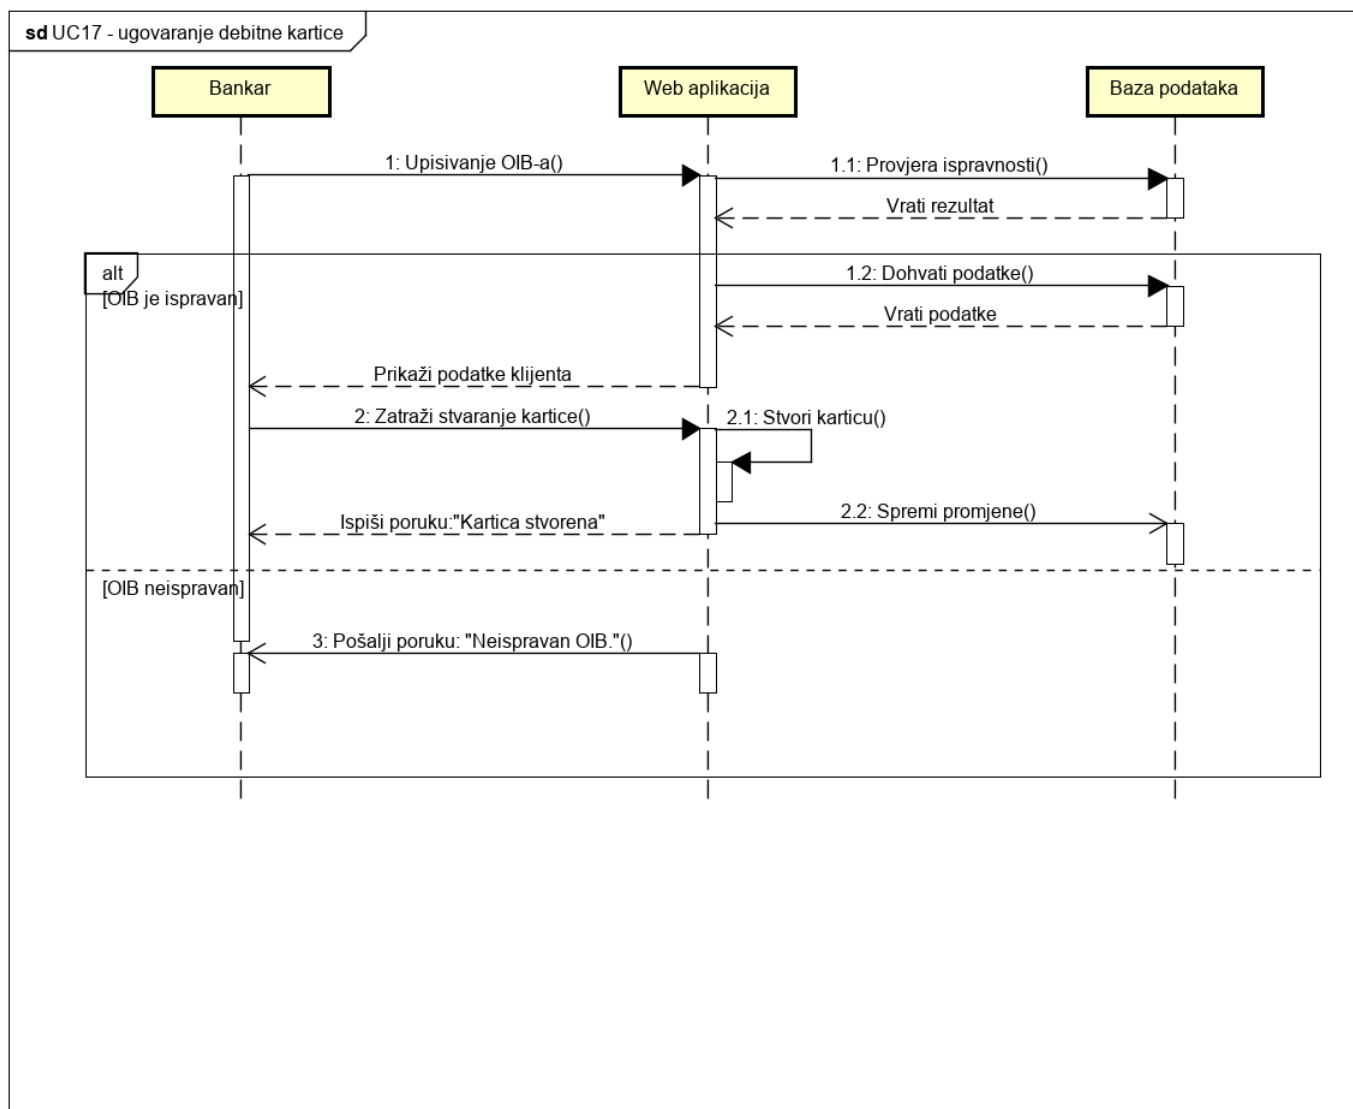 sd UC17 - ugovaranje debitne kartice
Bankar
Web aplikacija
Baza podataka
1: Upisivanje OIB-a()
1.1: Provjera ispravnosti()
Vrati rezultat
alt
[OIB je ispravan]
1.2: Dohvati podatke()
Vrati podatke
Prikaži podatke klijenta
2: Zatraži stvaranje kartice()
2.1: Stvori karticu()
Ispiši poruku:"Kartica stvorena"
2.2: Spremi promjene()
[OIB neispravan]
3: Pošalji poruku: "Neispravan OIB."()